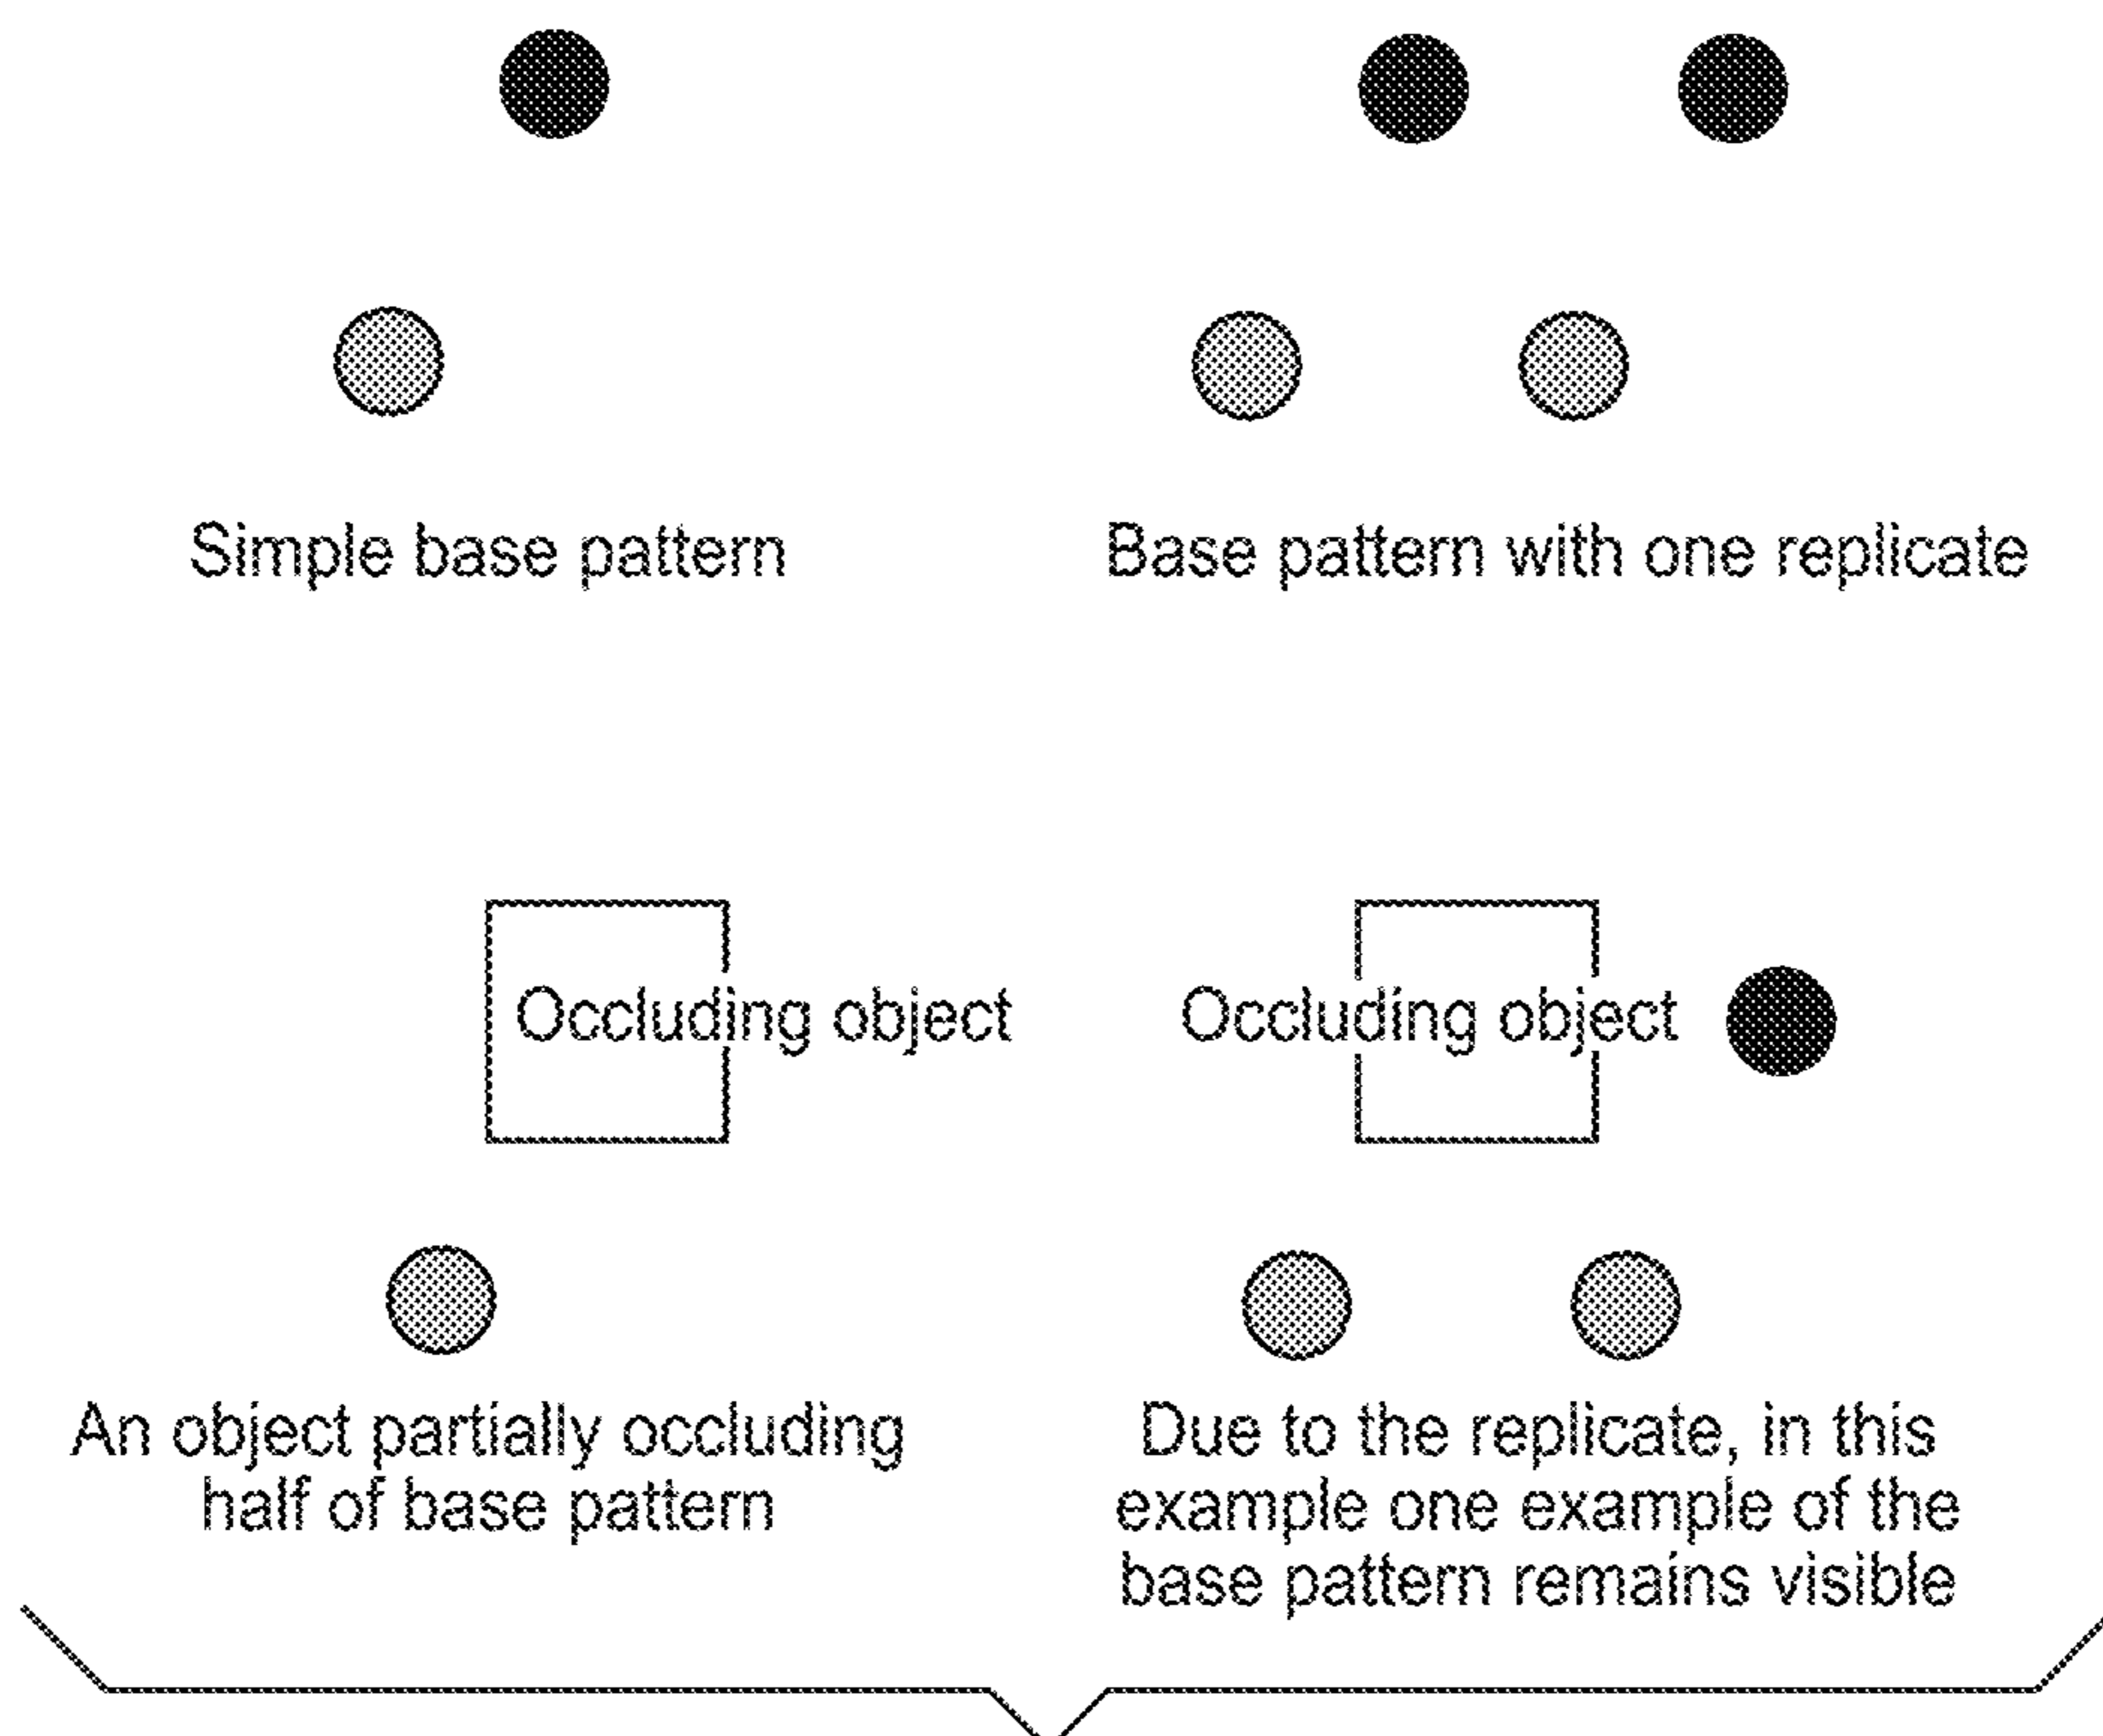 Simple base pattern
Base pattern with one replicate
Occluding object
Occluding object
An object partially occluding
half of base pattern
Due to the replicate, in this
example one example of the
base pattern remains visible